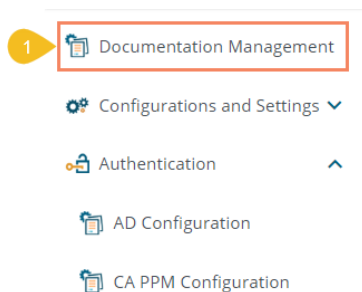 1 Documentation Management
Configurations and Settings
Authentication
AD Configuration
CA PPM Configuration